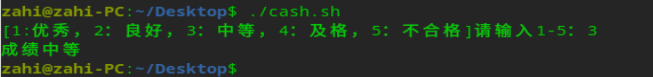 zahi@zahi-PC:~/Desktop$ ./cash.sh
[1:优秀, 2: 良好, 3: 中等, 4: 及格, 5: 不合格]请输入1-5: 3
成绩中等
zahi@zahi-PC:~/Desktop$